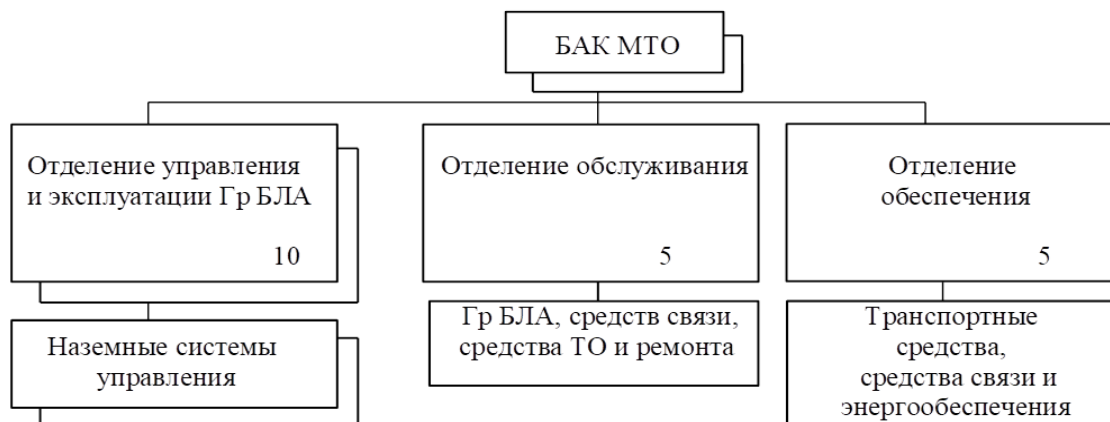 БАК МТО
Отделение управления
и эксплуатации Гр БЛА
10
Отделение обслуживания
5
Отделение
обеспечения
5
Наземные системы
управления
Гр БЛА, средств связи,
средства ТО и ремонта
Транспортные
средства,
средства связи и
энергообеспечения